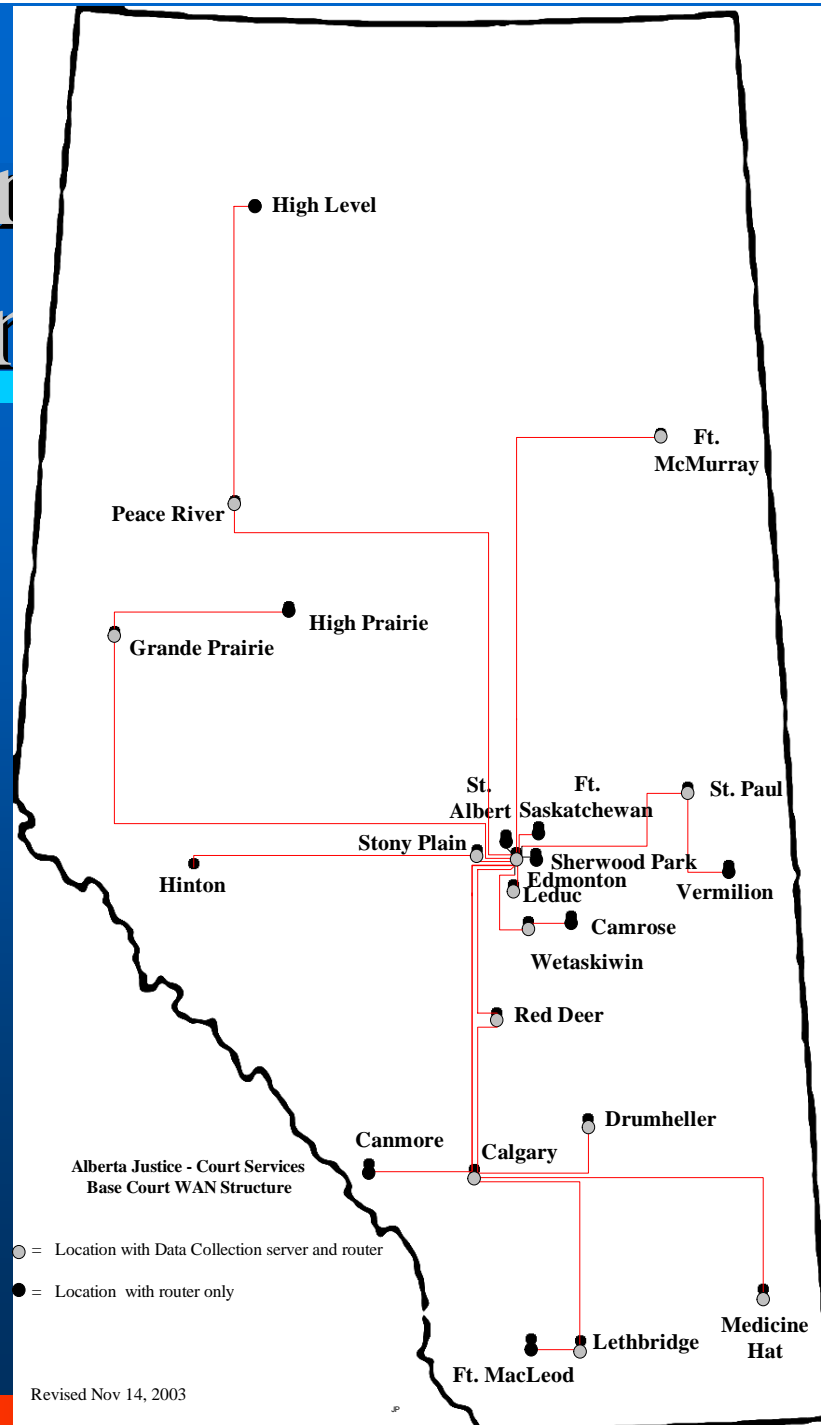 High Level
Ft.
McMurray
Peace River
High Prairie
Grande Prairie
St.
Albert
Ft.
Saskatchewan
St. Paul
Stony Plain
Sherwood Park
Hinton
Edmonton
Leduc
Vermilion
Camrose
Wetaskiwin
Red Deer
Drumheller
Canmore
Calgary
Alberta Justice - Court Services
Base Court WAN Structure
= Location with Data Collection server and router
= Location with router only
Medicine
Hat
Lethbridge
Ft. MacLeod
Revised Nov 14, 2003
JP